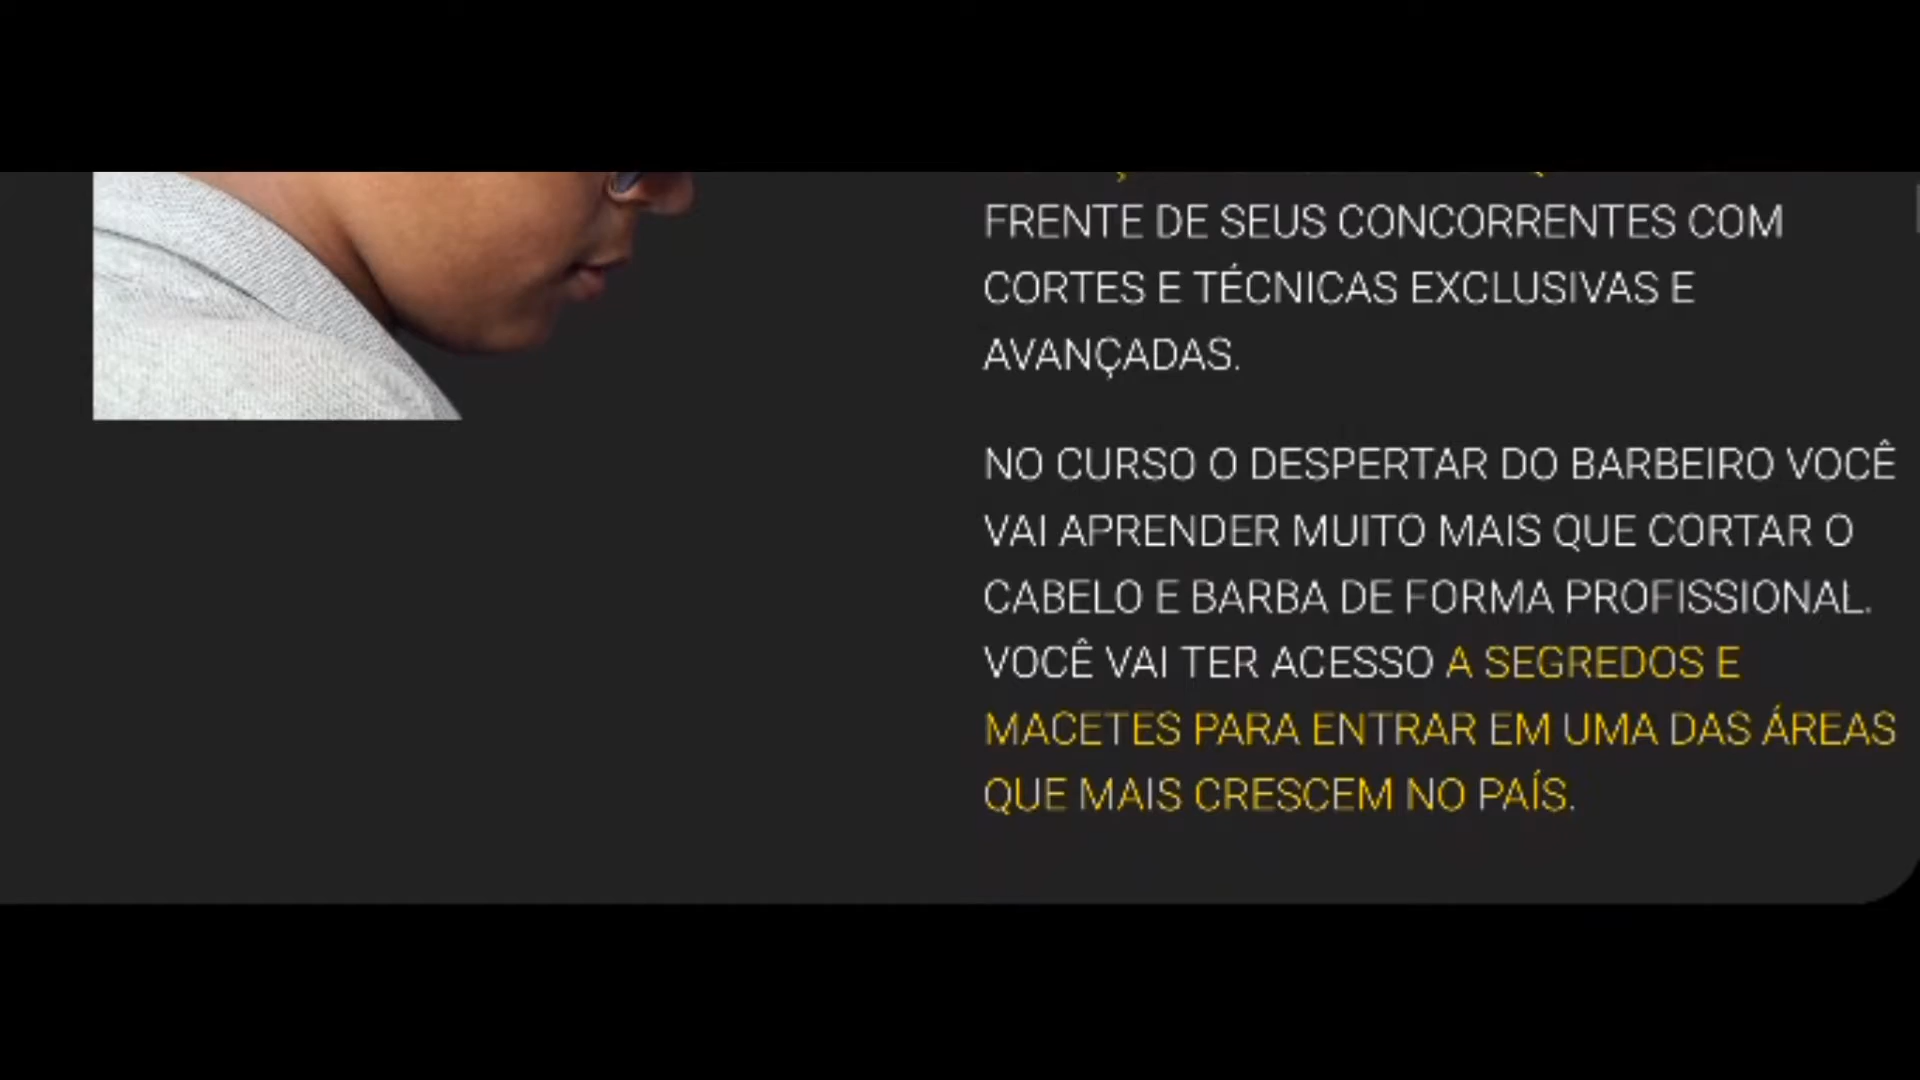 FRENTE DE SEUS CONCORRENTES COM
CORTES E TÉCNICAS EXCLUSIVAS E
AVANÇADAS.
NO CURSO O DESPERTAR DO BARBEIRO VOCÊ
VAI APRENDER MUITO MAIS QUE CORTAR O
CABELO E BARBA DE FORMA PROFISSIONAL.
VOCÊ VAI TER ACESSO A SEGREDOS E
MACETES PARA ENTRAR EM UMA DAS ÁREAS
QUE MAIS CRESCEM NO PAÍS.